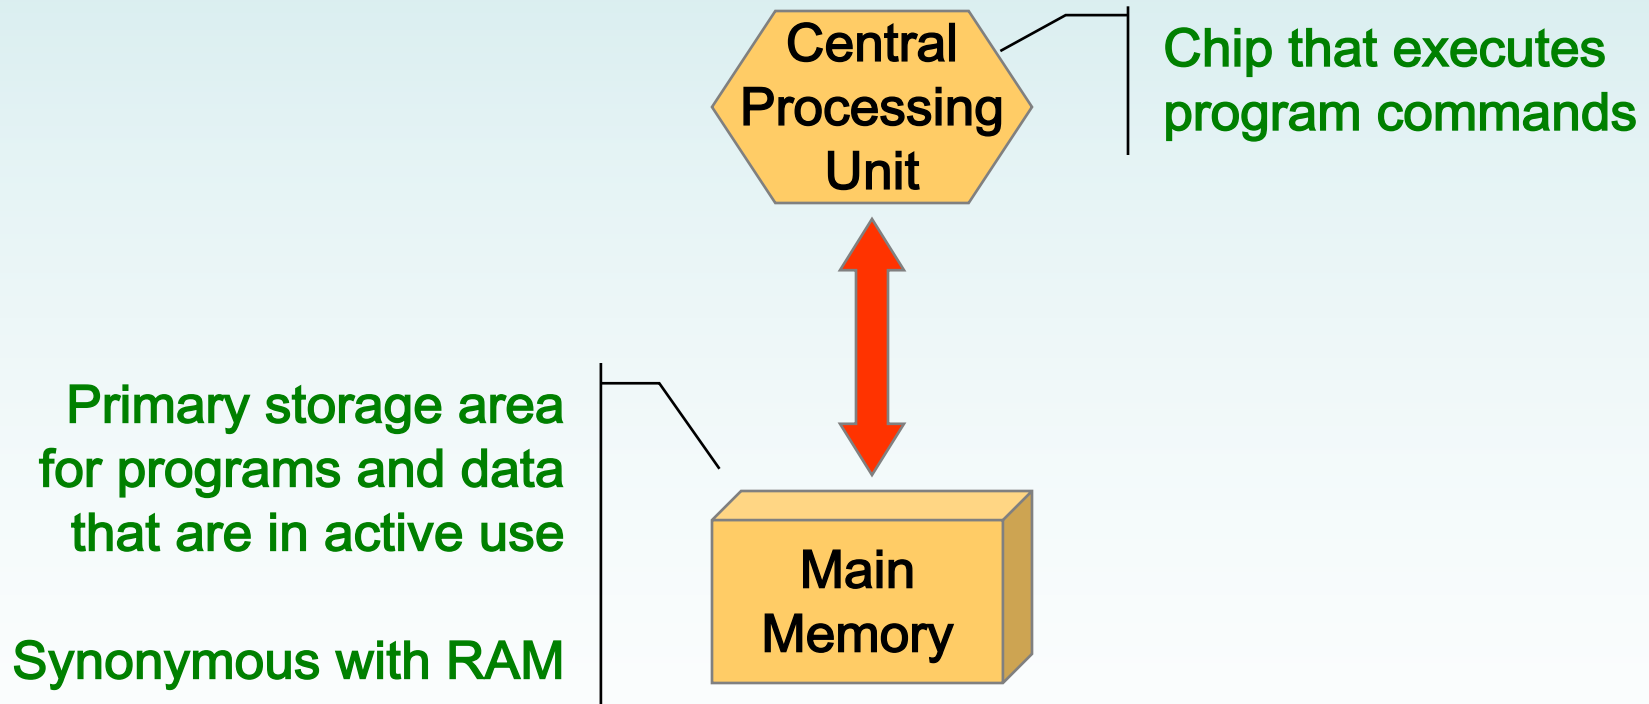 Central
Processing
Unit
Chip that executes
program commands
Primary storage area
for programs and data
that are in active use
Synonymous with RAM
Main
Memory